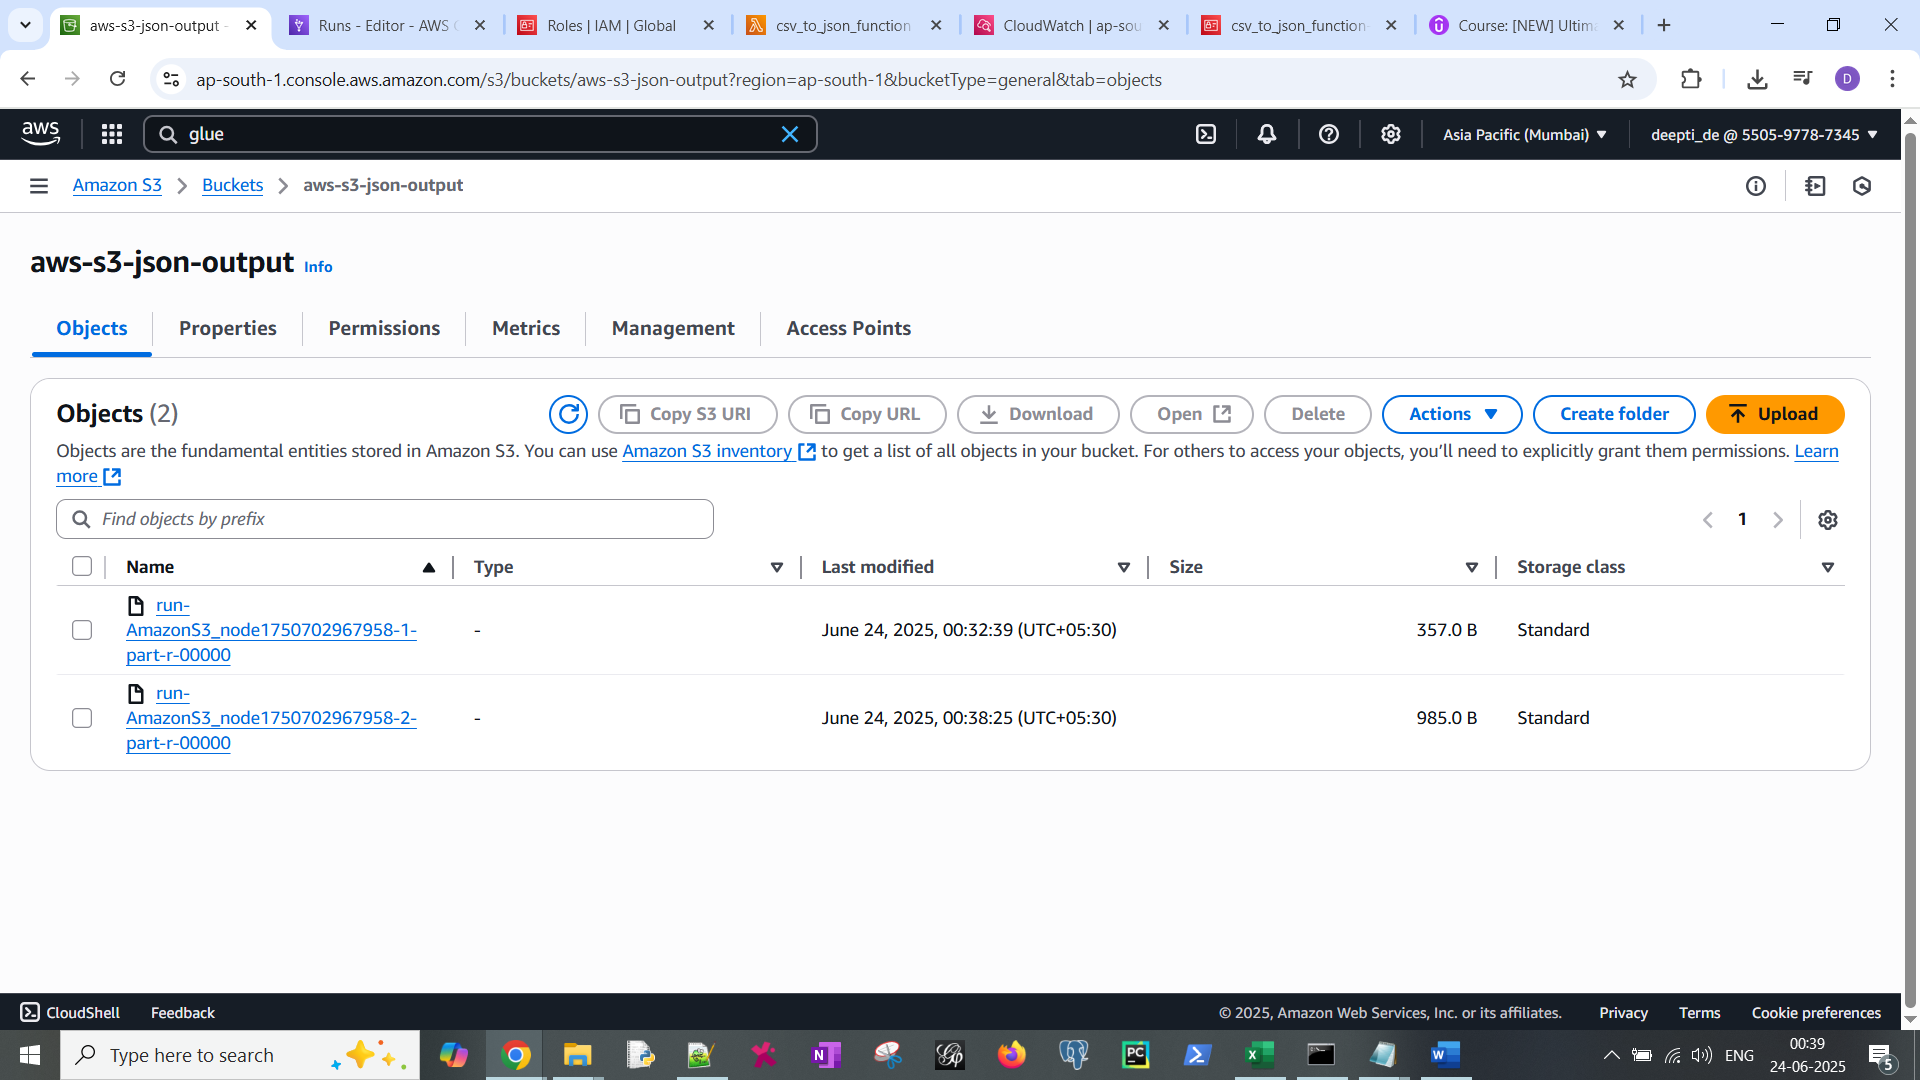 aws-s3-json-output -
Runs - Editor - AWS G
Roles | IAM | Global
csv_to_json_function
CloudWatch | ap-sou
csv_to_json_function-
Course: [NEW] Ultima
ap-south-1.console.aws.amazon.com/s3/buckets/aws-s3-json-output?region=ap-south-1&bucketType=general&tab=objects
D
aws
glue
Asia Pacific (Mumbai)
deepti_de @ 5505-9778-7345
Amazon S3
Buckets
aws-s3-json-output
aws-s3-json-output Info
Objects
Properties
Permissions
Metrics
Management
Access Points
Objects (2)
Copy S3 URI
Copy URL
Download
Open
Delete
Actions
Create folder
Upload
Objects are the fundamental entities stored in Amazon S3. You can use Amazon S3 inventory to get a list of all objects in your bucket. For others to access your objects, you'll need to explicitly grant them permissions. Learn
more
Find objects by prefix
1
Name
Type
Last modified
Size
Storage class
run-
AmazonS3_node1750702967958-1-
part-r-00000
-
June 24, 2025, 00:32:39 (UTC+05:30)
357.0 B
Standard
run-
AmazonS3_node1750702967958-2-
part-r-00000
-
June 24, 2025, 00:38:25 (UTC+05:30)
985.0 B
Standard
CloudShell
Feedback
© 2025, Amazon Web Services, Inc. or its affiliates.
Privacy
Terms
Cookie preferences
Type here to search
ENG
00:39
24-06-2025
5